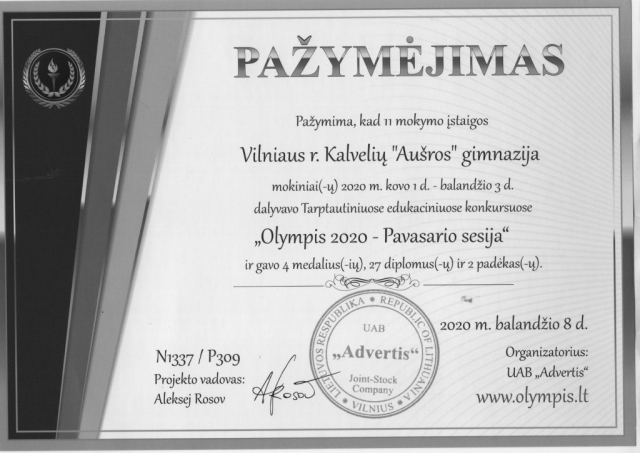 PAŽYMĖJIMAS
Pažymima, kad 11 mokymo įstaigos
Vilniaus r. Kalvelių "Aušros" gimnazija
mokiniai(-ų) 2020 m. kovo 1 d. - balandžio 3 d.
dalyvavo Tarptautiniuose edukaciniuose konkursuose
„Olympis 2020 - Pavasario sesija“
ir gavo 4 medalius(-ių), 27 diplomus(-ų) ir 2 padėkas(-ų).
LIETUVOS RESPUBLIKA * REPUBLIC OF LITHUANIA
UAB
„Advertis“
Joint-Stock
Company
* VILNIUS *
2020 m. balandžio 8 d.
N1337 / P309
Projekto vadovas:
Aleksej Rosov
A Rosov
Organizatorius:
UAB „Advertis“
www.olympis.lt